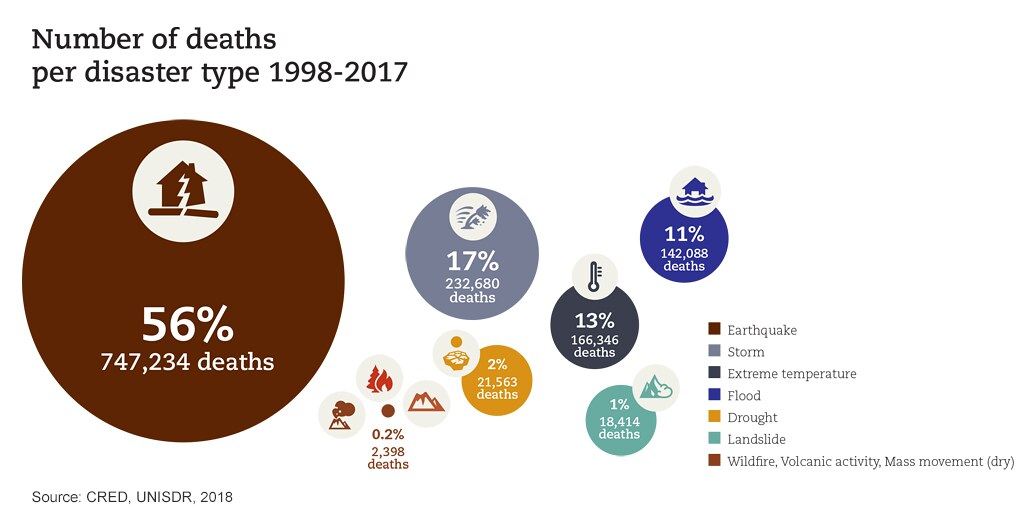 Number of deaths
per disaster type 1998-2017
56%
747,234 deaths
17%
232,680
deaths
11%
142,088
deaths
13%
166,346
deaths
2%
21,563
deaths
1%
18,414
deaths
0.2%
2,398
deaths
Earthquake
Storm
Extreme temperature
Flood
Drought
Landslide
Wildfire, Volcanic activity, Mass movement (dry)
Source: CRED, UNISDR, 2018